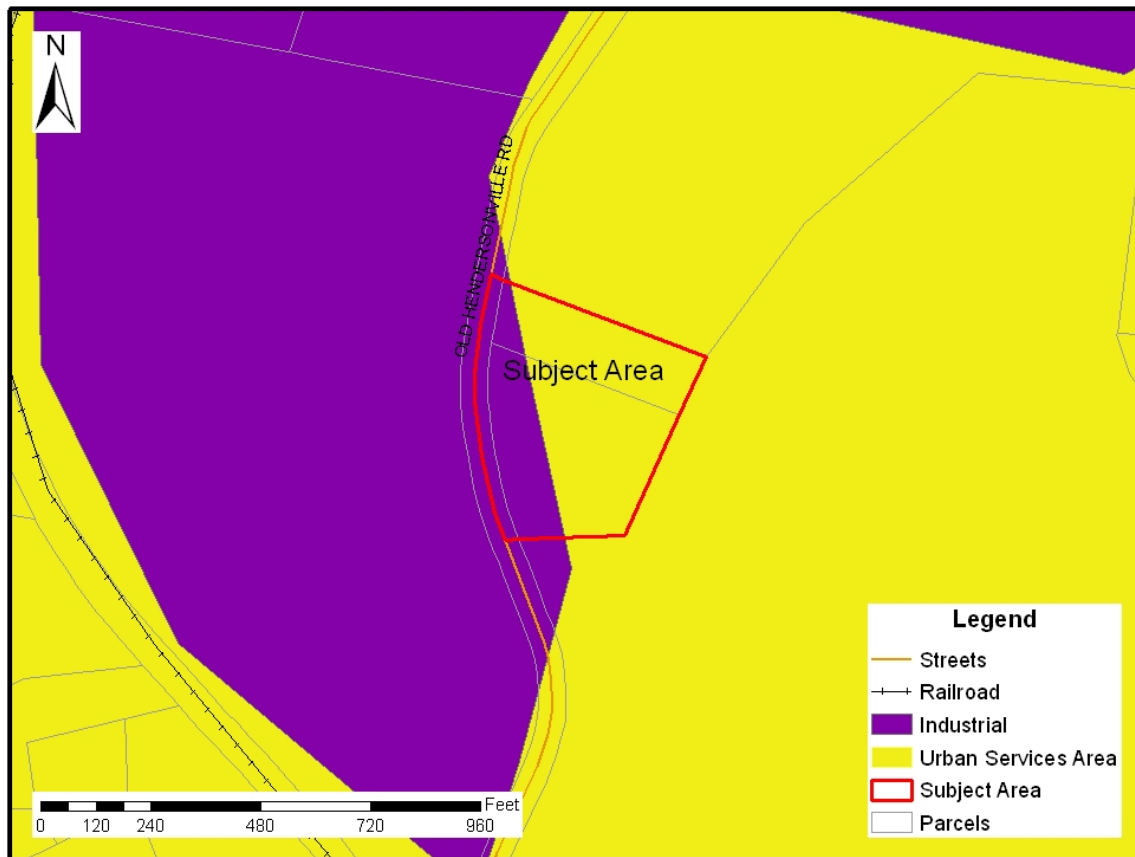 N
OLD HENDERSONVILLE RD
Subject Area
Legend
Streets
Railroad
Industrial
Urban Services Area
Subject Area
Parcels
Feet
0 120 240 480 720 960